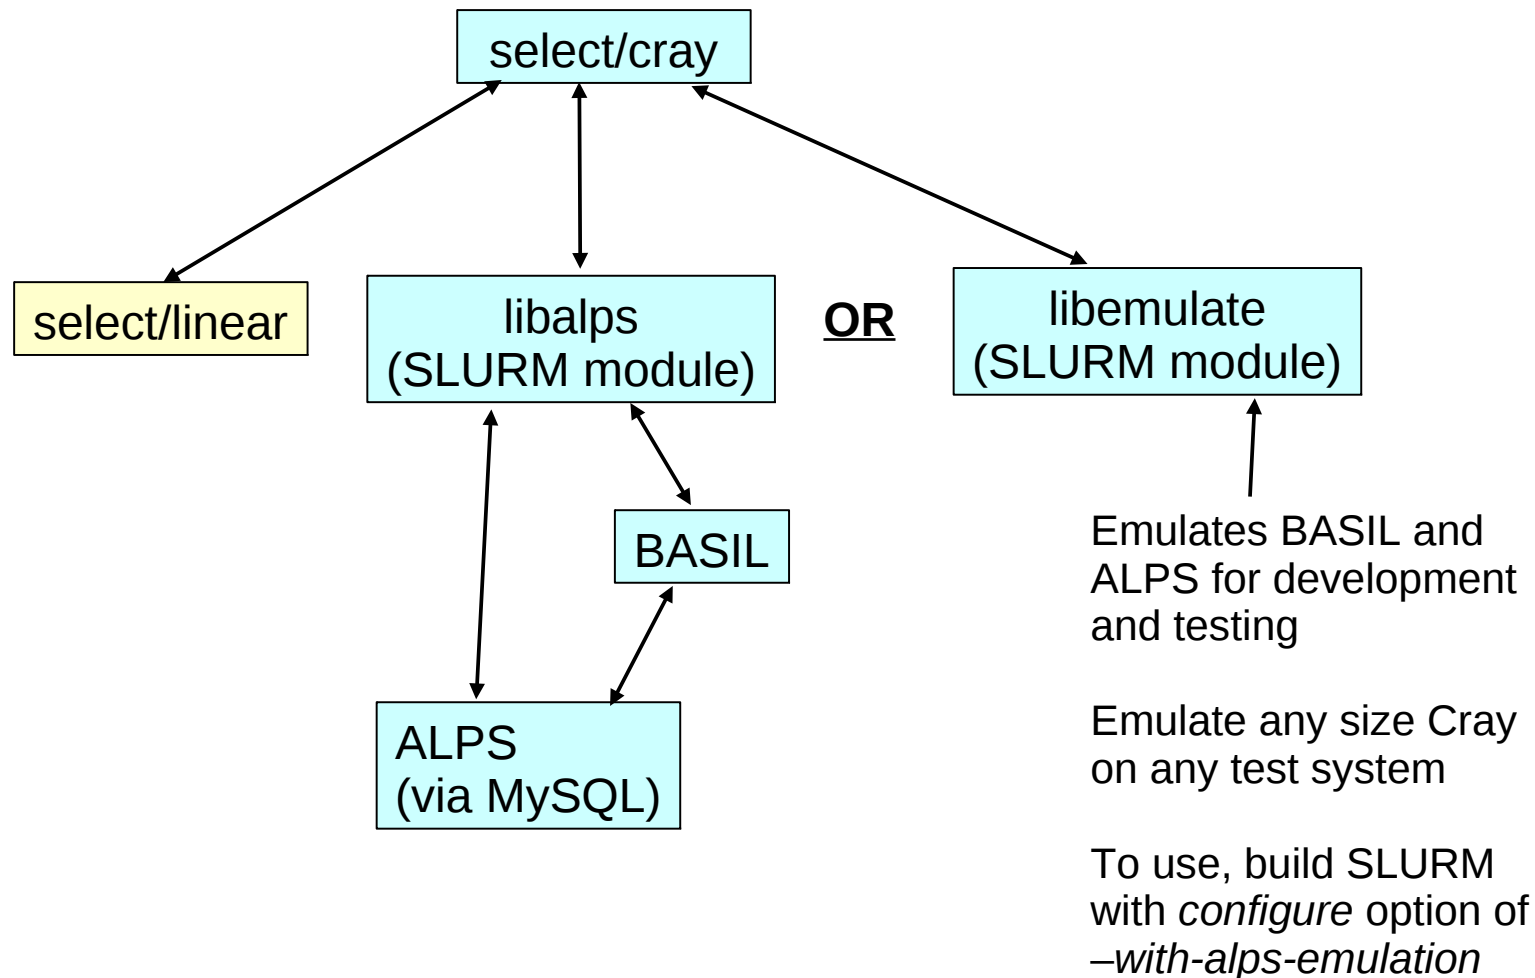 select/cray
select/linear
libalps
(SLURM module)
OR
libemulate
(SLURM module)
BASIL
ALPS
(via MySQL)
Emulates BASIL and
ALPS for development
and testing
Emulate any size Cray
on any test system
To use, build SLURM
with configure option of
–with-alps-emulation